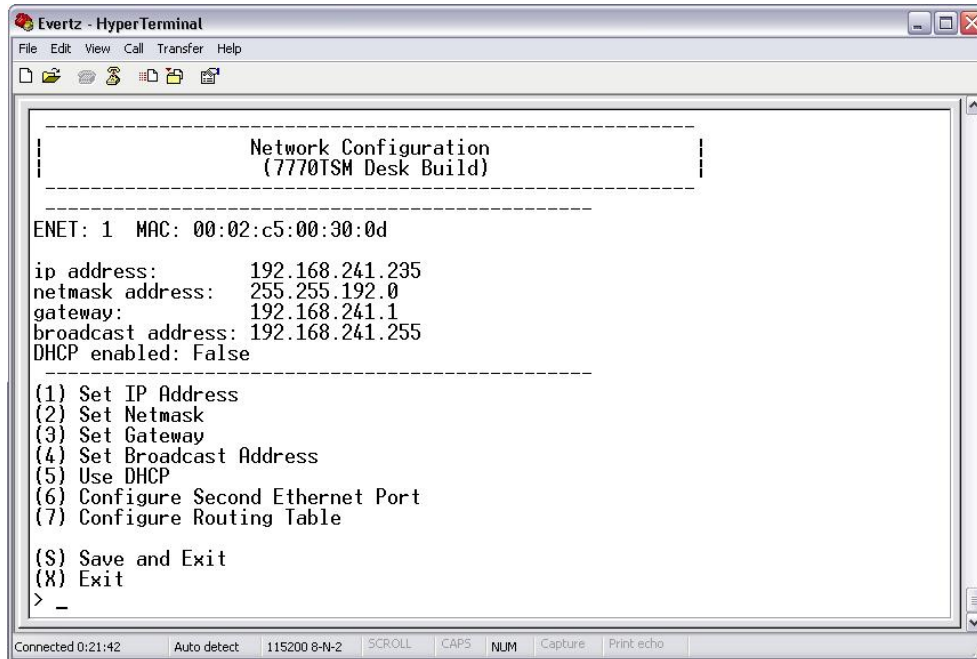 Evertz - HyperTerminal
File Edit View Call Transfer Help
Network Configuration
(7770TSM Desk Build)
ENET: 1 MAC: 00:02:c5:00:30:0d
ip address: 192.168.241.235
netmask address: 255.255.192.0
gateway: 192.168.241.1
broadcast address: 192.168.241.255
DHCP enabled: False
(1) Set IP Address
(2) Set Netmask
(3) Set Gateway
(4) Set Broadcast Address
(5) Use DHCP
(6) Configure Second Ethernet Port
(7) Configure Routing Table
(S) Save and Exit
(X) Exit
> _
Connected 0:21:42 Auto detect 115200 8-N-2 SCROLL CAPS NUM Capture Print echo